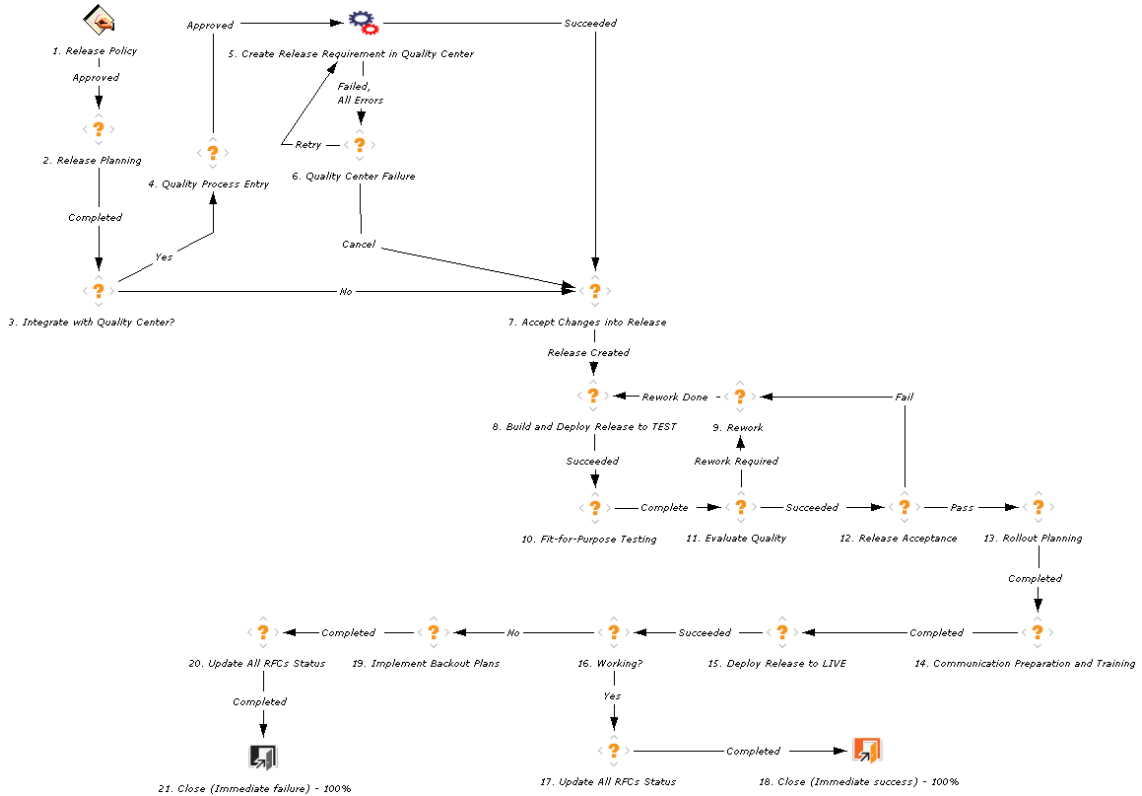 Approved
Succeeded
1. Release Policy
5. Create Release Requirement in Quality Center
Approved
Failed,
All Errors
Retry
2. Release Planning
4. Quality Process Entry
6. Quality Center Failure
Completed
Cancel
Yes
No
3. Integrate with Quality Center?
7. Accept Changes into Release
Release Created
Rework Done
Fail
8. Build and Deploy Release to TEST
9. Rework
Succeeded
Rework Required
Complete
Succeeded
Pass
10. Fit-for-Purpose Testing
11. Evaluate Quality
12. Release Acceptance
13. Rollout Planning
Completed
Completed
No
Succeeded
Completed
20. Update All RFCs Status
19. Implement Backout Plans
16. Working?
15. Deploy Release to LIVE
14. Communication Preparation and Training
Completed
Yes
Completed
17. Update All RFCs Status
18. Close (Immediate success) - 100%
21. Close (Immediate failure) - 100%